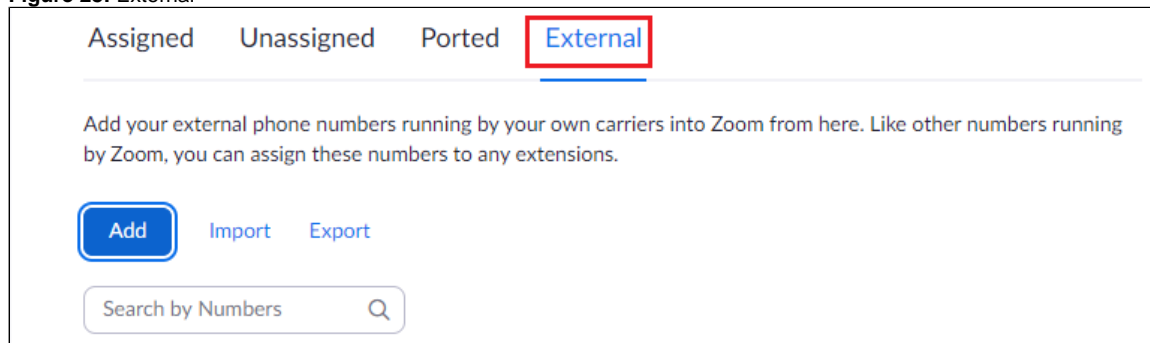 Assigned Unassigned Ported External
Add your external phone numbers running by your own carriers into Zoom from here. Like other numbers running
by Zoom, you can assign these numbers to any extensions.
Add Import Export
Search by Numbers